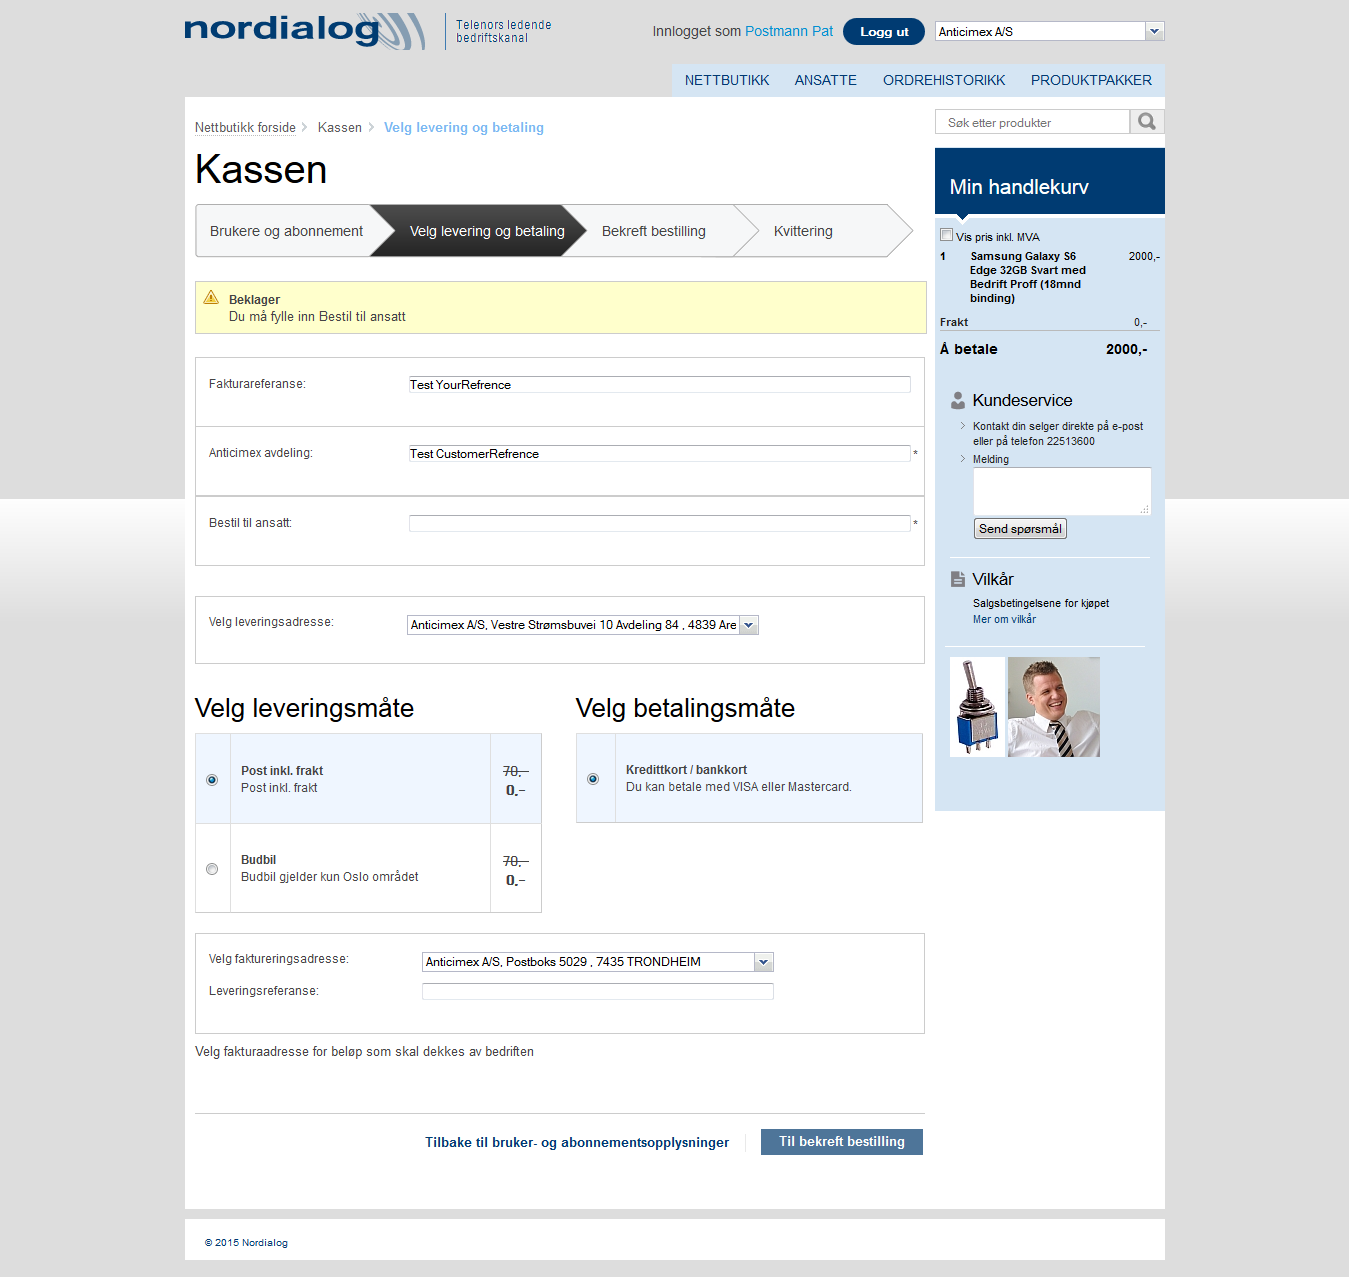 nordialog
Telenors ledende
bedriftskanal
Innlogget som Postmann Pat
Logg ut
Anticimex A/S
NETTBUTIKK
ANSATTE
ORDREHISTORIKK
PRODUKTPAKKER
Nettbutikk forside
Kassen
Velg levering og betaling
Søk etter produkter
Kassen
Brukere og abonnement
Velg levering og betaling
Bekreft bestilling
Kvittering
Beklager
Du må fylle inn Bestil til ansatt
Fakturareferanse:
Test YourRefrence
Anticimex avdeling:
Test CustomerRefrence
*
Bestil til ansatt:
*
Velg leveringsadresse:
Anticimex A/S, Vestre Strømsbuvei 10 Avdeling 84 , 4839 Are
Velg leveringsmåte
Post inkl. frakt
Post inkl. frakt
70,-
0,-
Budbil
Budbil gjelder kun Oslo området
70,-
0,-
Velg betalingsmåte
Kredittkort / bankkort
Du kan betale med VISA eller Mastercard.
Velg faktureringsadresse:
Anticimex A/S, Postboks 5029 , 7435 TRONDHEIM
Leveringsreferanse:
Velg fakturaadresse for beløp som skal dekkes av bedriften
Tilbake til bruker- og abonnementsopplysninger
Til bekreft bestilling
Min handlekurv
Vis pris inkl. MVA
1 Samsung Galaxy S6 2000,-
Edge 32GB Svart med
Bedrift Proff (18mnd
binding)
Frakt 0,-
Å betale 2000,-
Kundeservice
Kontakt din selger direkte på e-post
eller på telefon 22513600
Melding
Send spørsmål
Vilkår
Salgsbetingelsene for kjøpet
Mer om vilkår
© 2015 Nordialog